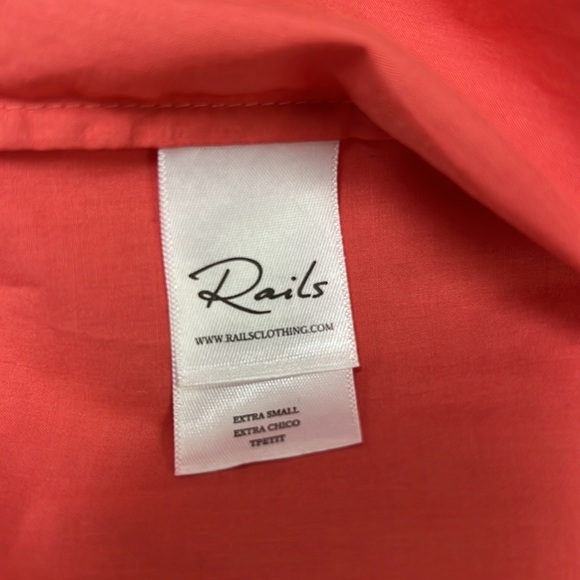 Rails
WWW.RAILSCLOTHING.COM
EXTRA SMALL
EXTRA CHICO
TPETIT